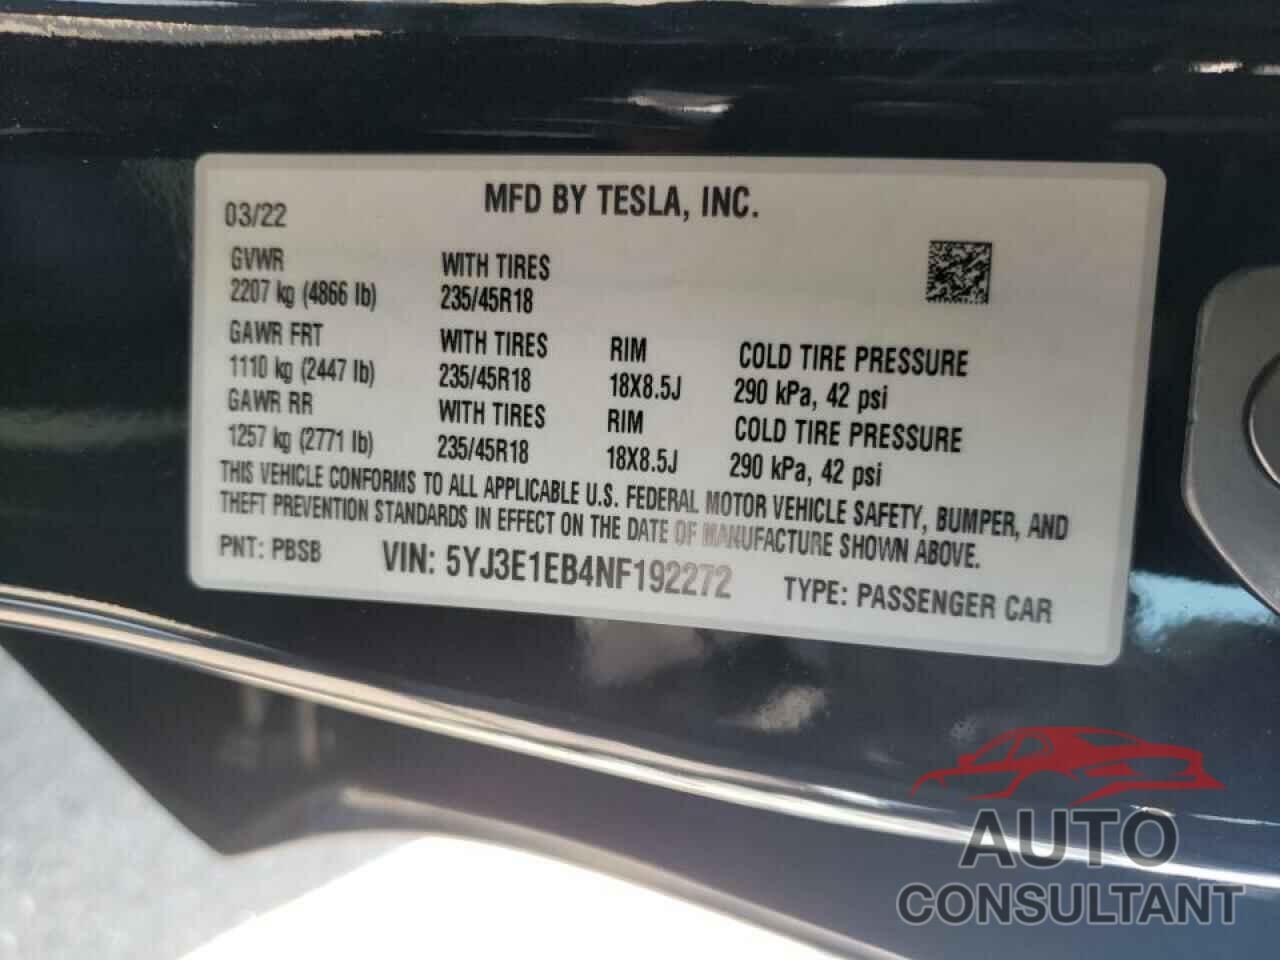 MFD BY TESLA, INC.
03/22
GVWR WITH TIRES
2207 kg (4866 lb) 235/45R18
GAWR FRT WITH TIRES RIM COLD TIRE PRESSURE
1110 kg (2447 lb) 235/45R18 18X8.5J 290 kPa, 42 psi
GAWR RR WITH TIRES RIM COLD TIRE PRESSURE
1257 kg (2771 lb) 235/45R18 18X8.5J 290 kPa, 42 psi
THIS VEHICLE CONFORMS TO ALL APPLICABLE U.S. FEDERAL MOTOR VEHICLE SAFETY, BUMPER, AND
THEFT PREVENTION STANDARDS IN EFFECT ON THE DATE OF MANUFACTURE SHOWN ABOVE.
PNT: PBSB VIN: 5YJ3E1EB4NF192272 TYPE: PASSENGER CAR
AUTO
CONSULTANT